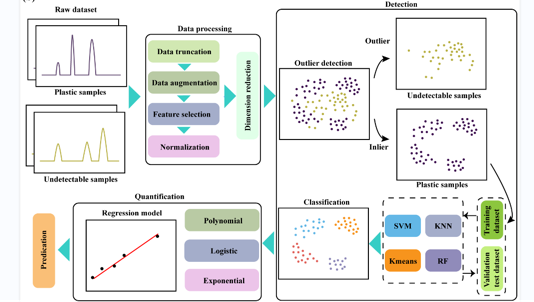 Raw dataset
Plastic samples
Undetectable samples
Data processing
Data truncation
Data augmentation
Feature selection
Normalization
Dimension reduction
Detection
Outlier detection
Outlier
Undetectable samples
Inlier
Plastic samples
Training dataset
Validation test dataset
SVM
KNN
Kmeans
RF
Classification
Quantification
Regression model
Polynomial
Logistic
Exponential
Predication